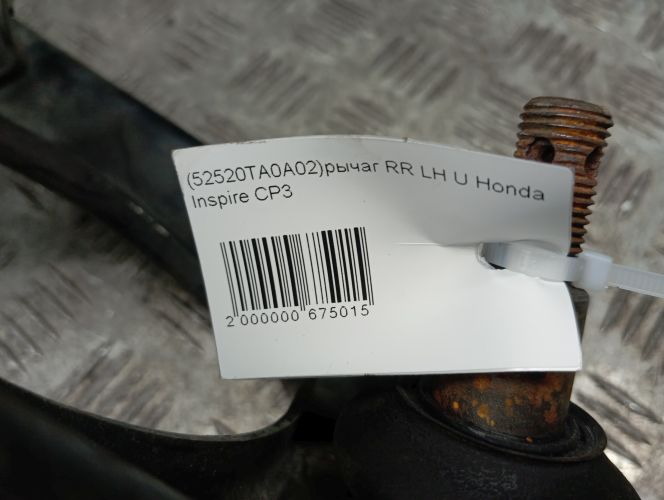 (52520TA0A02)рычаг RR LH U Honda
Inspire CP3
2 000000 675015